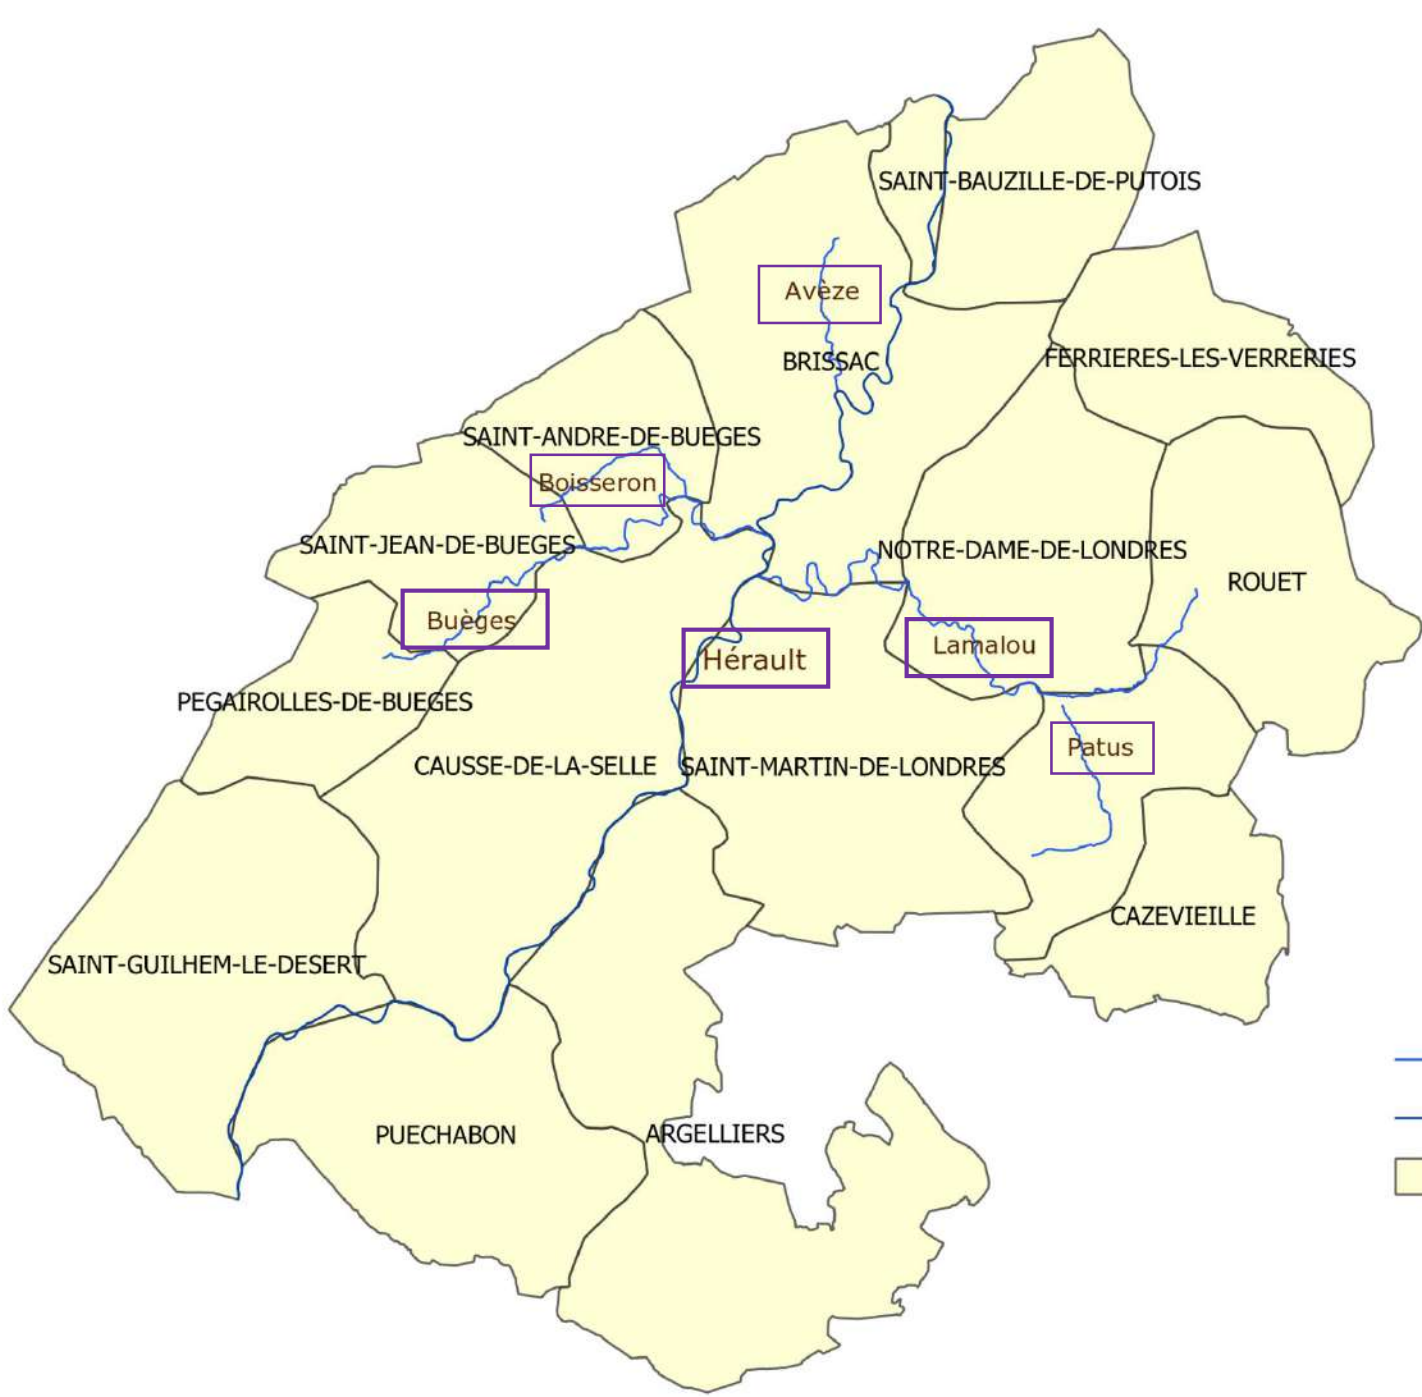 SAINT-BAUZILLE-DE-PUTOIS
Avèze
BRISSAC
FERRIERES-LES-VERRERIES
SAINT-ANDRE-DE-BUEGES
Boisseron
SAINT-JEAN-DE-BUEGES
NOTRE-DAME-DE-LONDRES
ROUET
Buèges
Hérault
Lamalou
PEGAIROLLES-DE-BUEGES
Patus
CAUSSE-DE-LA-SELLE
SAINT-MARTIN-DE-LONDRES
CAZEVIEILLE
SAINT-GUILHEM-LE-DESERT
PUECHABON
ARGELLIERS